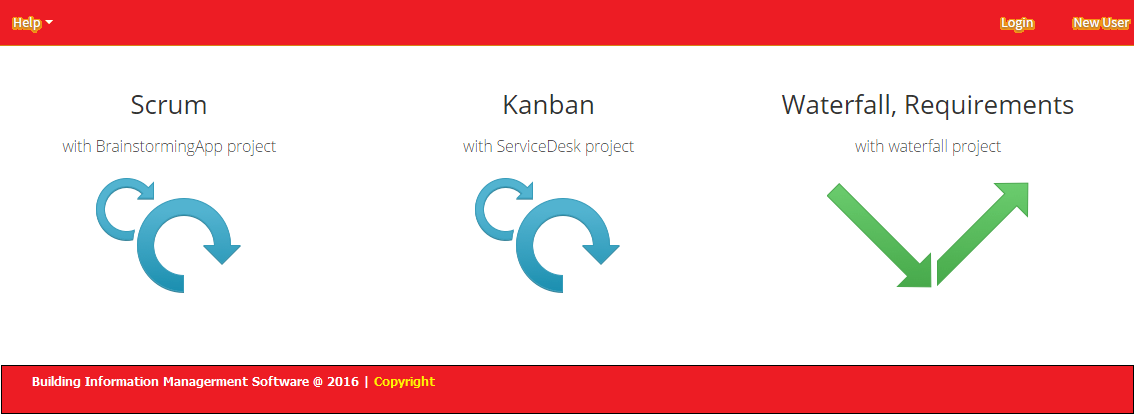 Help
Login
New User
Scrum
Kanban
Waterfall, Requirements
with BrainstormingApp project
with ServiceDesk project
with waterfall project
Building Information Managerment Software @ 2016 | Copyright